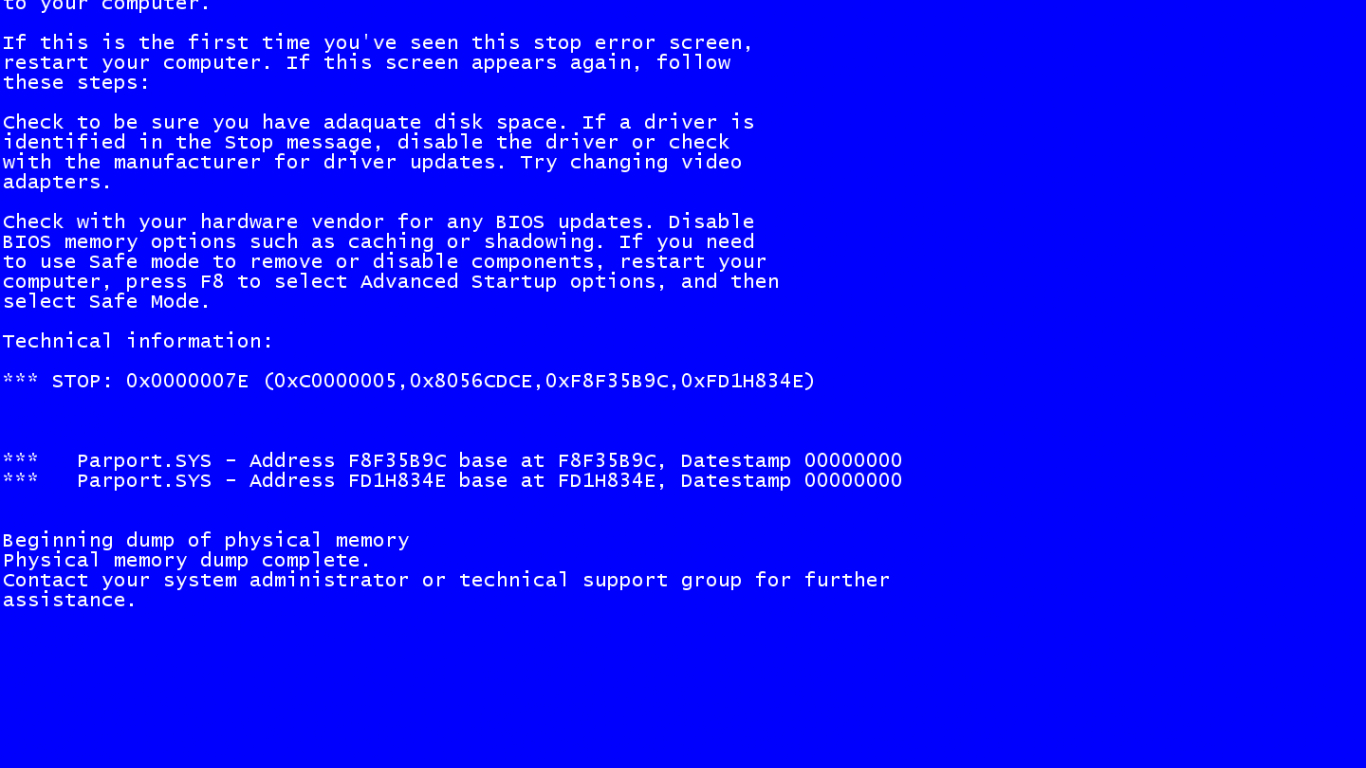 to your computer.
If this is the first time you've seen this stop error screen,
restart your computer. If this screen appears again, follow
these steps:
Check to be sure you have adaquate disk space. If a driver is
identified in the Stop message, disable the driver or check
with the manufacturer for driver updates. Try changing video
adapters.
Check with your hardware vendor for any BIOS updates. Disable
BIOS memory options such as caching or shadowing. If you need
to use Safe mode to remove or disable components, restart your
computer, press F8 to select Advanced Startup options, and then
select Safe Mode.
Technical information:
*** STOP: 0x0000007E (0xC0000005,0x8056CDCE,0xF8F35B9C,0xFD1H834E)
***   Parport.SYS - Address F8F35B9C base at F8F35B9C, Datestamp 00000000
***   Parport.SYS - Address FD1H834E base at FD1H834E, Datestamp 00000000
Beginning dump of physical memory
Physical memory dump complete.
Contact your system administrator or technical support group for further
assistance.